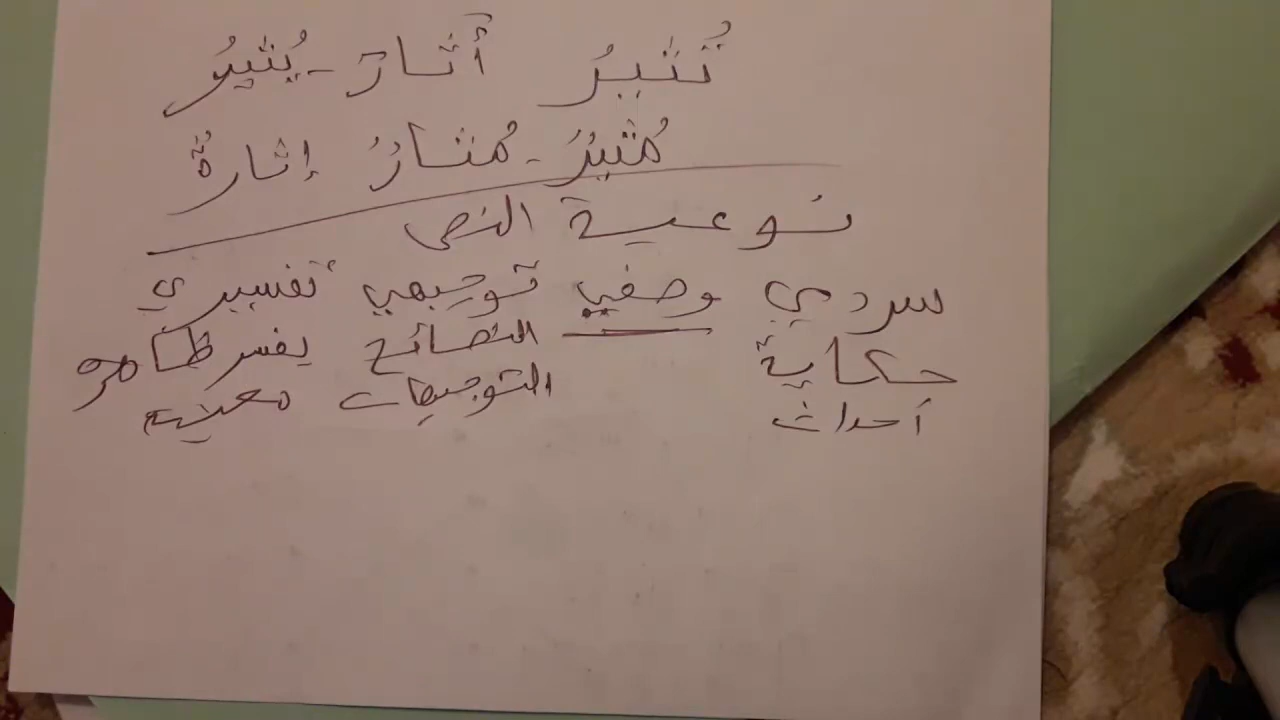 تُثيرُ أثارَ - يُثيرُ
مُثيرٌ - مُثارٌ إثارةٌ
نوعية النص
سردي وصفي توجيهي تفسيري
حكاية النصائح يفسر ظاهرة
أحداث التوجيهات معينة